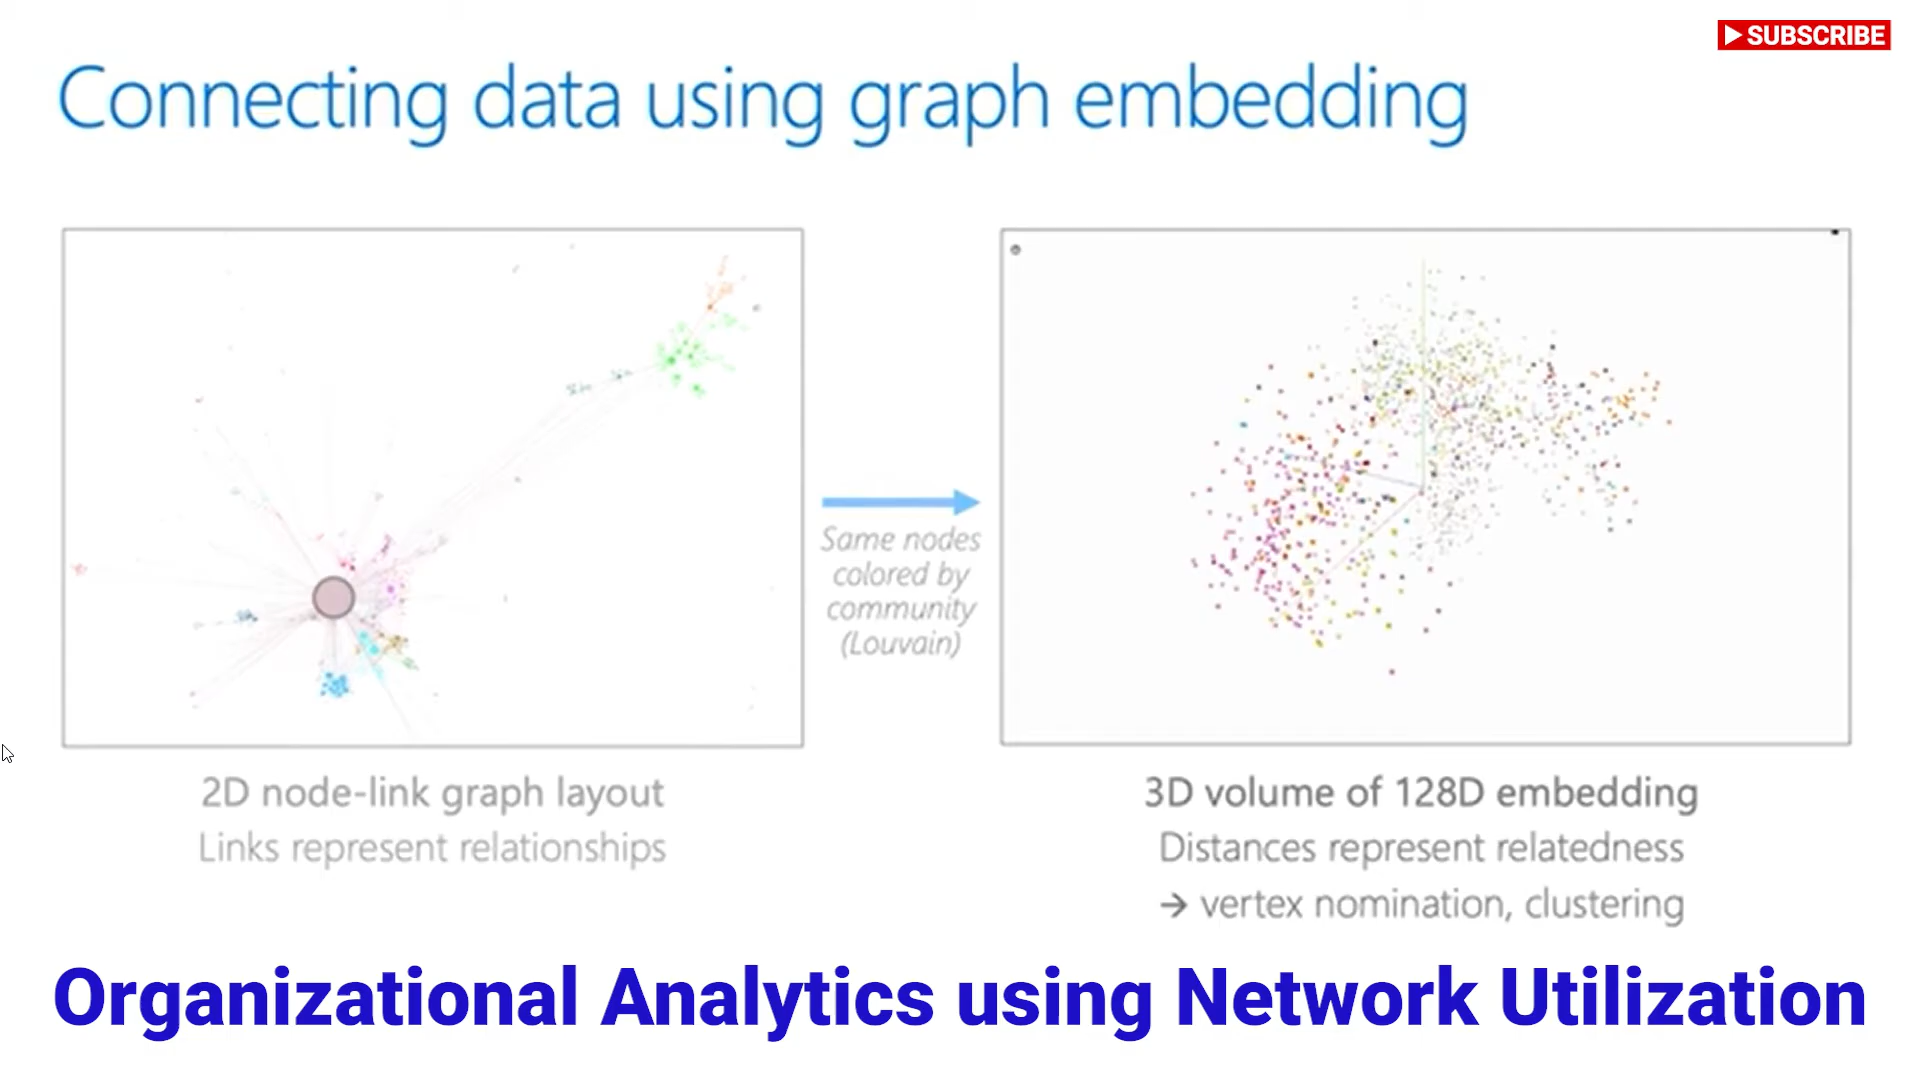 SUBSCRIBE
Connecting data using graph embedding
Same nodes
colored by
community
(Louvain)
2D node-link graph layout
Links represent relationships
3D volume of 128D embedding
Distances represent relatedness
→ vertex nomination, clustering
Organizational Analytics using Network Utilization